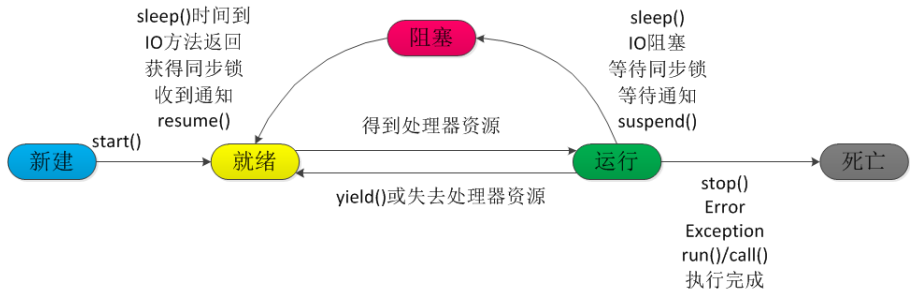 sleep()时间到
IO方法返回
获得同步锁
收到通知
resume()
阻塞
sleep()
IO阻塞
等待同步锁
等待通知
suspend()
start()
得到处理器资源
新建
就绪
运行
死亡
yield()或失去处理器资源
stop()
Error
Exception
run()/call()
执行完成